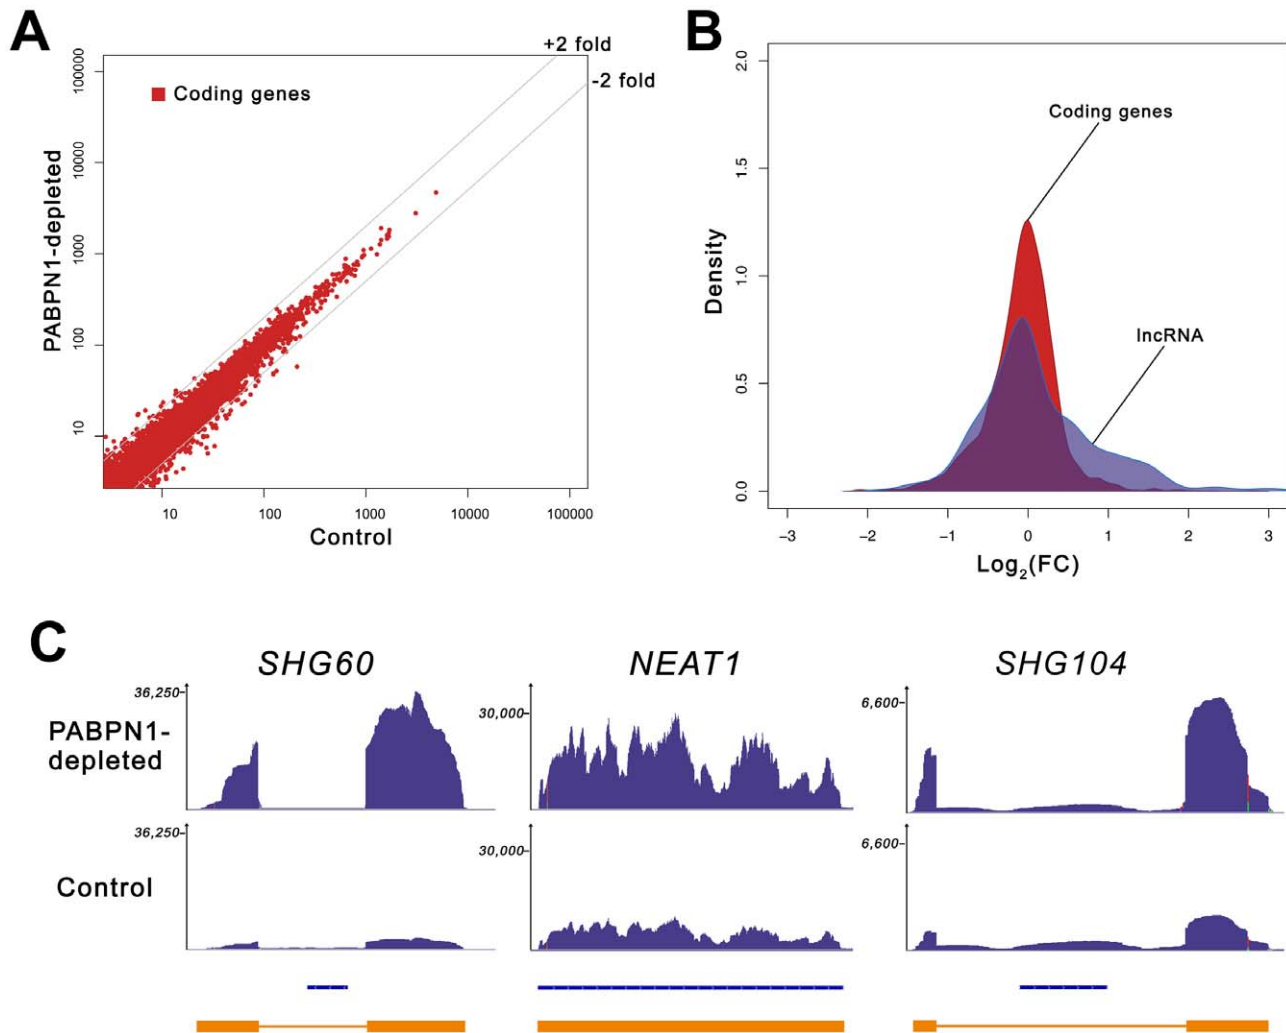 A
+2 fold
-2 fold
Coding genes
PABPN1-depleted
100000
10000
1000
100
10
10
100
1000
10000
100000
Control
B
Coding genes
lncRNA
Density
2.0
1.5
1.0
0.5
0.0
−3
−2
−1
0
1
2
3
Log₂(FC)
C
SHG60
NEAT1
SHG104
PABPN1-
depleted
36,250
30,000
6,600
Control
36,250
30,000
6,600